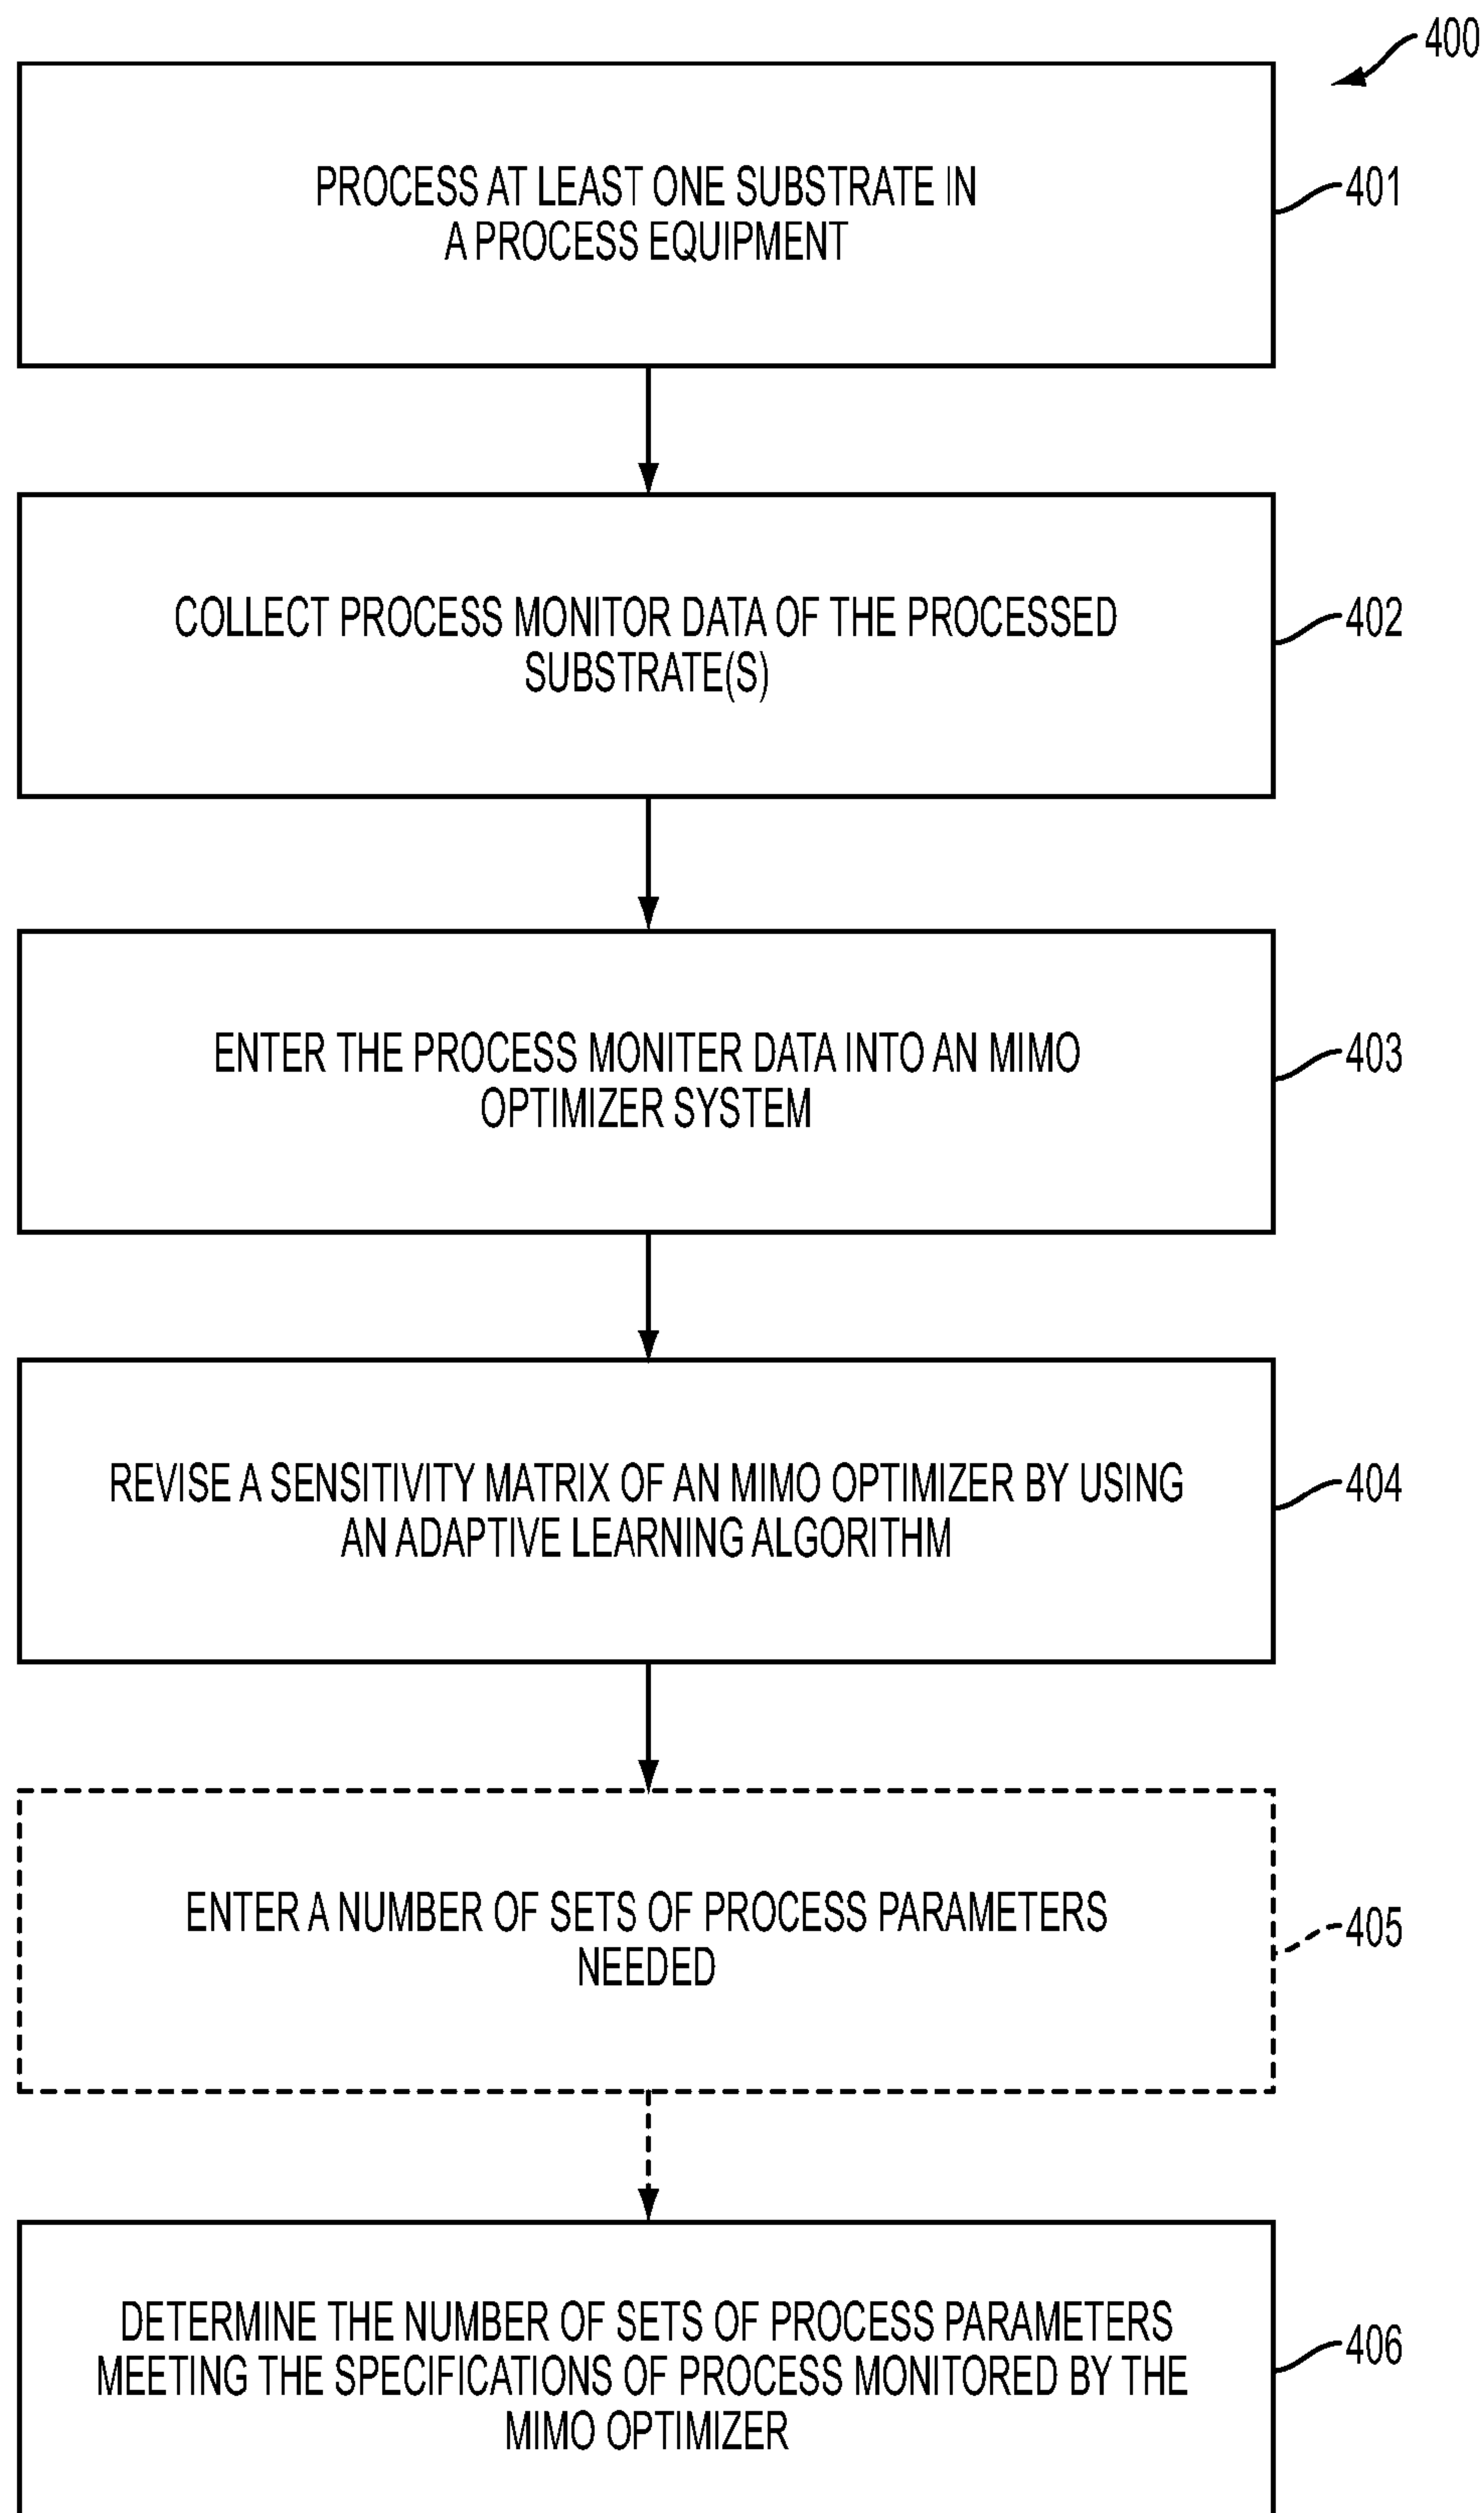 400
PROCESS AT LEAST ONE SUBSTRATE IN
A PROCESS EQUIPMENT
401
COLLECT PROCESS MONITOR DATA OF THE PROCESSED
SUBSTRATE(S)
402
ENTER THE PROCESS MONITER DATA INTO AN MIMO
OPTIMIZER SYSTEM
403
REVISE A SENSITIVITY MATRIX OF AN MIMO OPTIMIZER BY USING
AN ADAPTIVE LEARNING ALGORITHM
404
ENTER A NUMBER OF SETS OF PROCESS PARAMETERS
NEEDED
405
DETERMINE THE NUMBER OF SETS OF PROCESS PARAMETERS
MEETING THE SPECIFICATIONS OF PROCESS MONITORED BY THE
MIMO OPTIMIZER
406